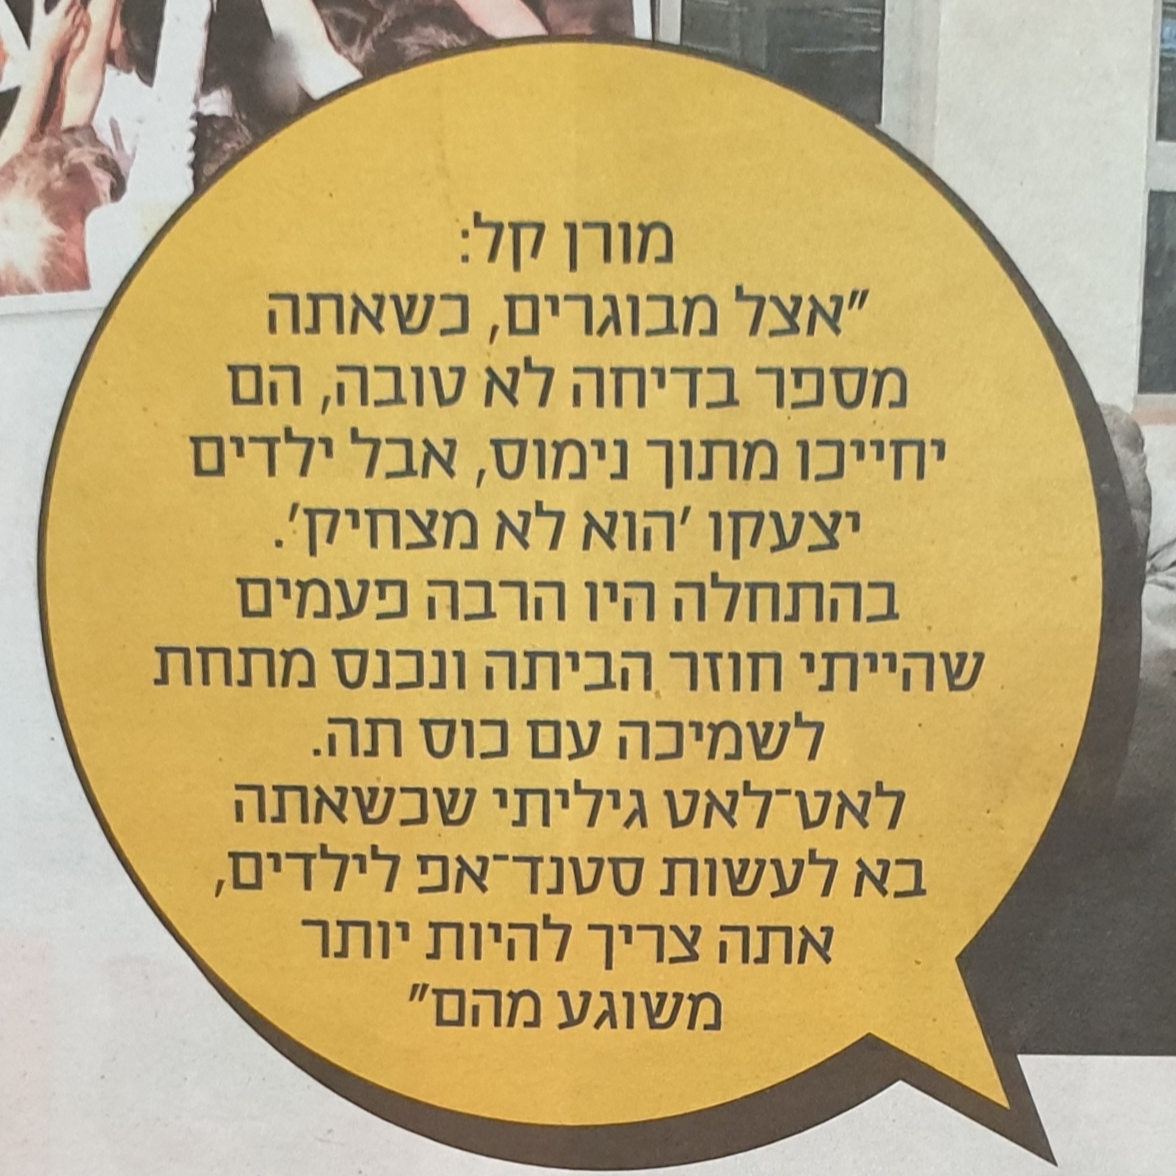 מורן קל:
"אצל מבוגרים, כשאתה
מספר בדיחה לא טובה, הם
יחייכו מתוך נימוס, אבל ילדים
יצעקו 'הוא לא מצחיק'.
בהתחלה היו הרבה פעמים
שהייתי חוזר הביתה ונכנס מתחת
לשמיכה עם כוס תה.
לאט־לאט גיליתי שכשאתה
בא לעשות סטנד־אפ לילדים,
אתה צריך להיות יותר
משוגע מהם"